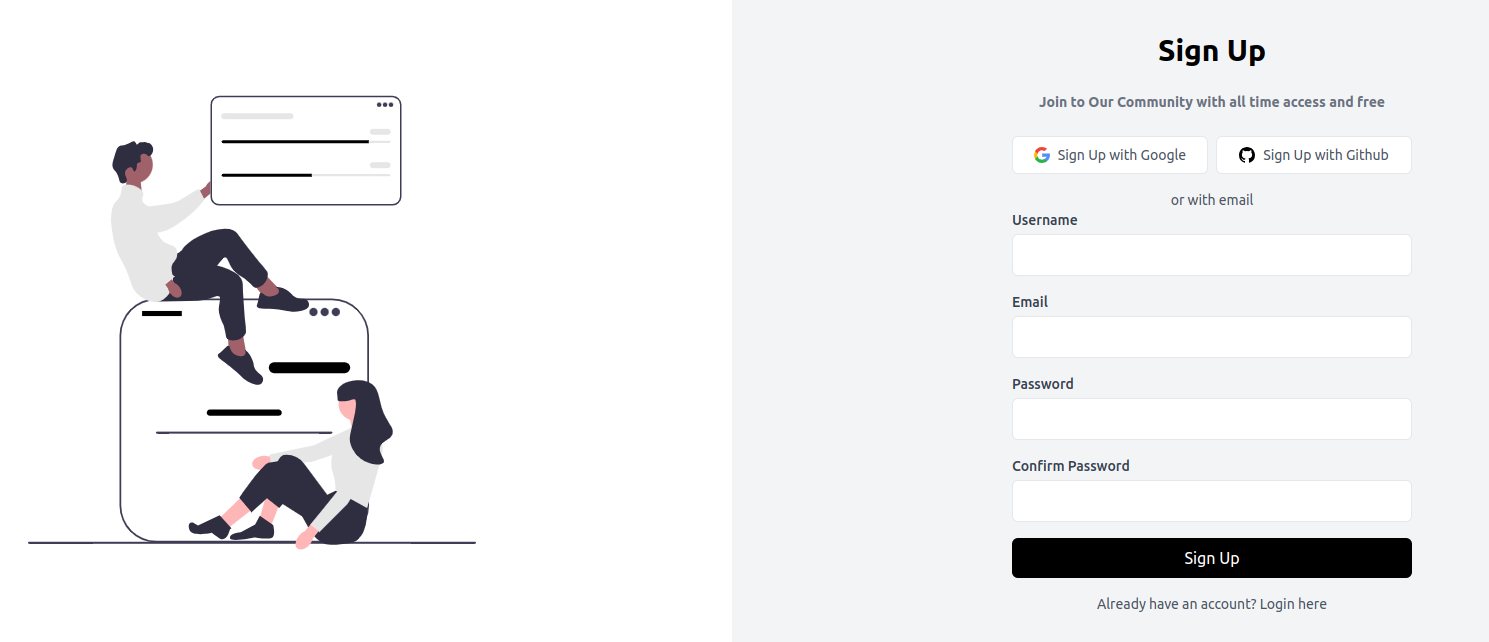 Sign Up
Join to Our Community with all time access and free
Sign Up with Google
Sign Up with Github
or with email
Username
Email
Password
Confirm Password
Sign Up
Already have an account? Login here